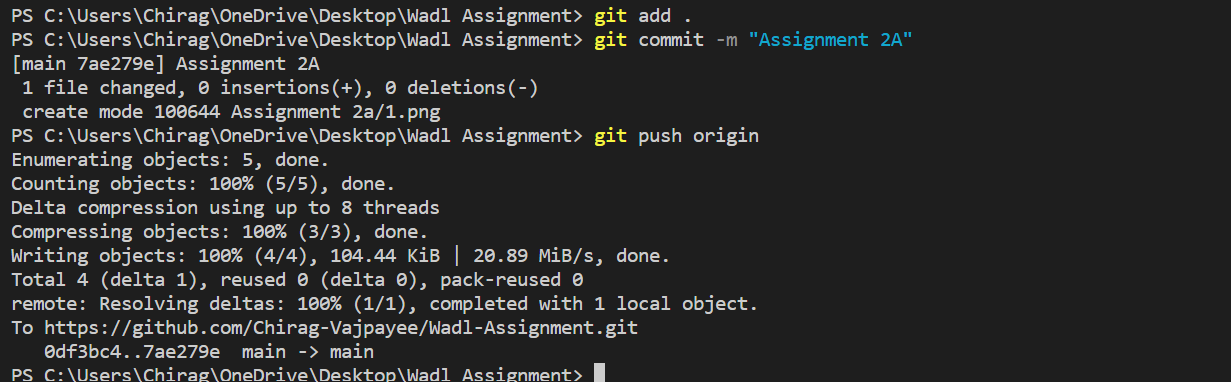 PS C:\Users\Chirag\OneDrive\Desktop\Wadl Assignment> git add .
PS C:\Users\Chirag\OneDrive\Desktop\Wadl Assignment> git commit -m "Assignment 2A"
[main 7ae279e] Assignment 2A
 1 file changed, 0 insertions(+), 0 deletions(-)
 create mode 100644 Assignment 2a/1.png
PS C:\Users\Chirag\OneDrive\Desktop\Wadl Assignment> git push origin
Enumerating objects: 5, done.
Counting objects: 100% (5/5), done.
Delta compression using up to 8 threads
Compressing objects: 100% (3/3), done.
Writing objects: 100% (4/4), 104.44 KiB | 20.89 MiB/s, done.
Total 4 (delta 1), reused 0 (delta 0), pack-reused 0
remote: Resolving deltas: 100% (1/1), completed with 1 local object.
To https://github.com/Chirag-Vajpayee/Wadl-Assignment.git
   0df3bc4..7ae279e  main -> main
PS C:\Users\Chirag\OneDrive\Desktop\Wadl Assignment>